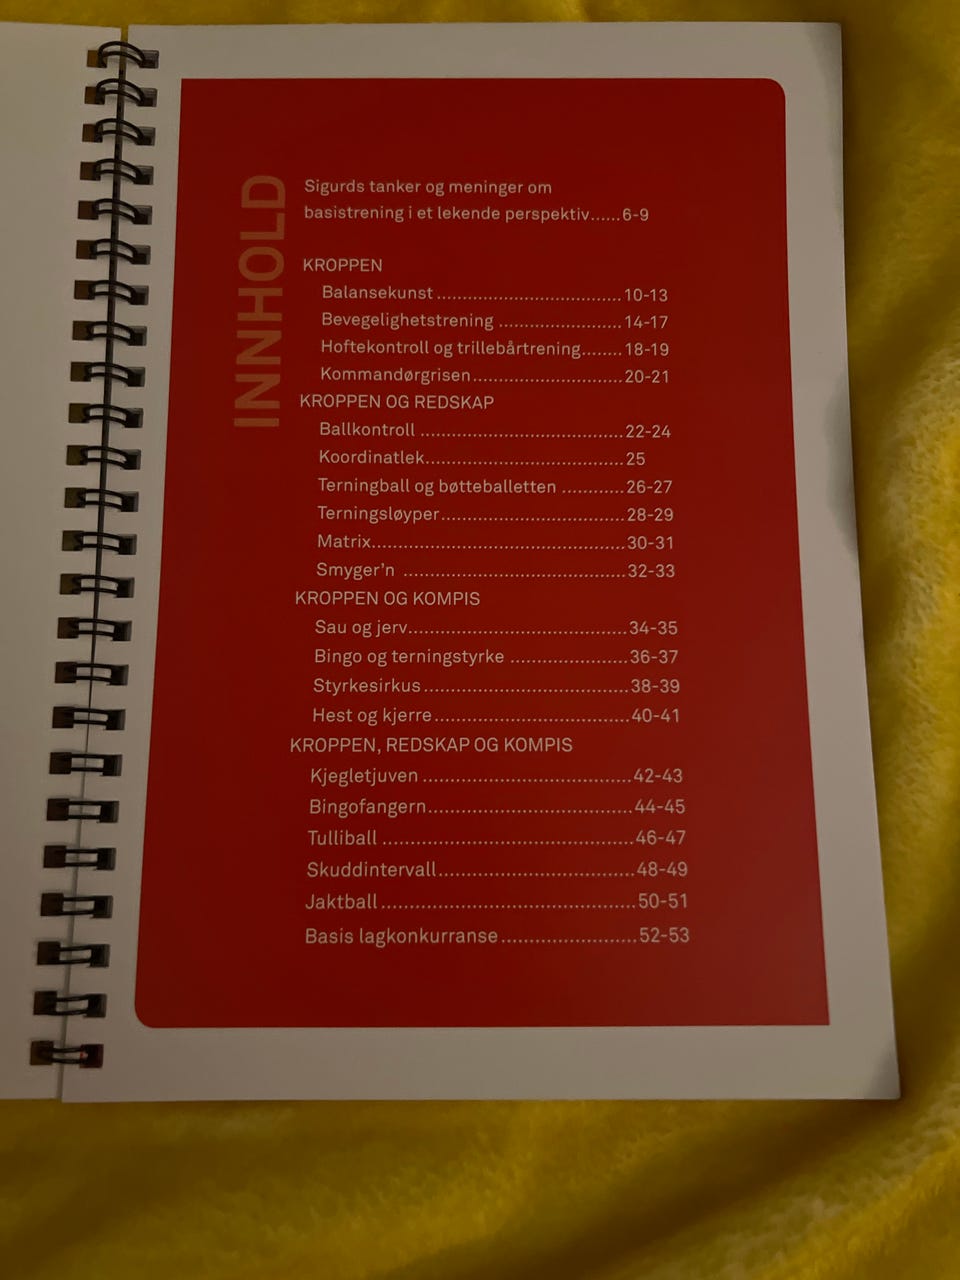 INNHOLD
Sigurds tanker og meninger om
basistrening i et lekende perspektiv......6-9
KROPPEN
Balansekunst ....................................10-13
Bevegelighetstrening ........................14-17
Hoftekontroll og trillebårtrening........18-19
Kommandørgrisen.............................20-21
KROPPEN OG REDSKAP
Ballkontroll .......................................22-24
Koordinatlek......................................25
Terningball og bøtteballetten ............26-27
Terningsløyper...................................28-29
Matrix.................................................30-31
Smyger'n ...........................................32-33
KROPPEN OG KOMPIS
Sau og jerv..........................................34-35
Bingo og terningstyrke .......................36-37
Styrkesirkus.......................................38-39
Hest og kjerre.....................................40-41
KROPPEN, REDSKAP OG KOMPIS
Kjegletjuven ......................................42-43
Bingofangern.....................................44-45
Tulliball .............................................46-47
Skuddintervall...................................48-49
Jaktball..............................................50-51
Basis lagkonkurranse........................52-53